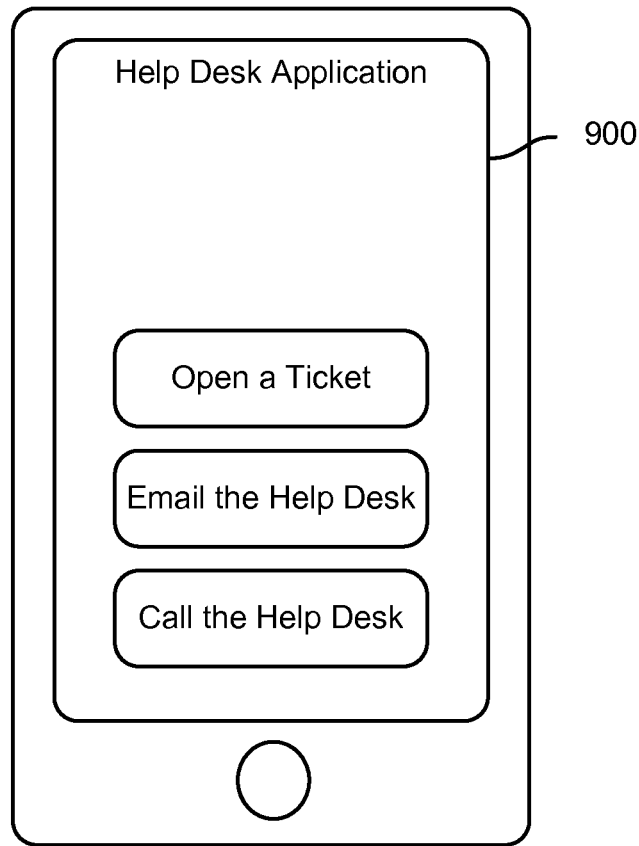 Help Desk Application
900
Open a Ticket
Email the Help Desk
Call the Help Desk